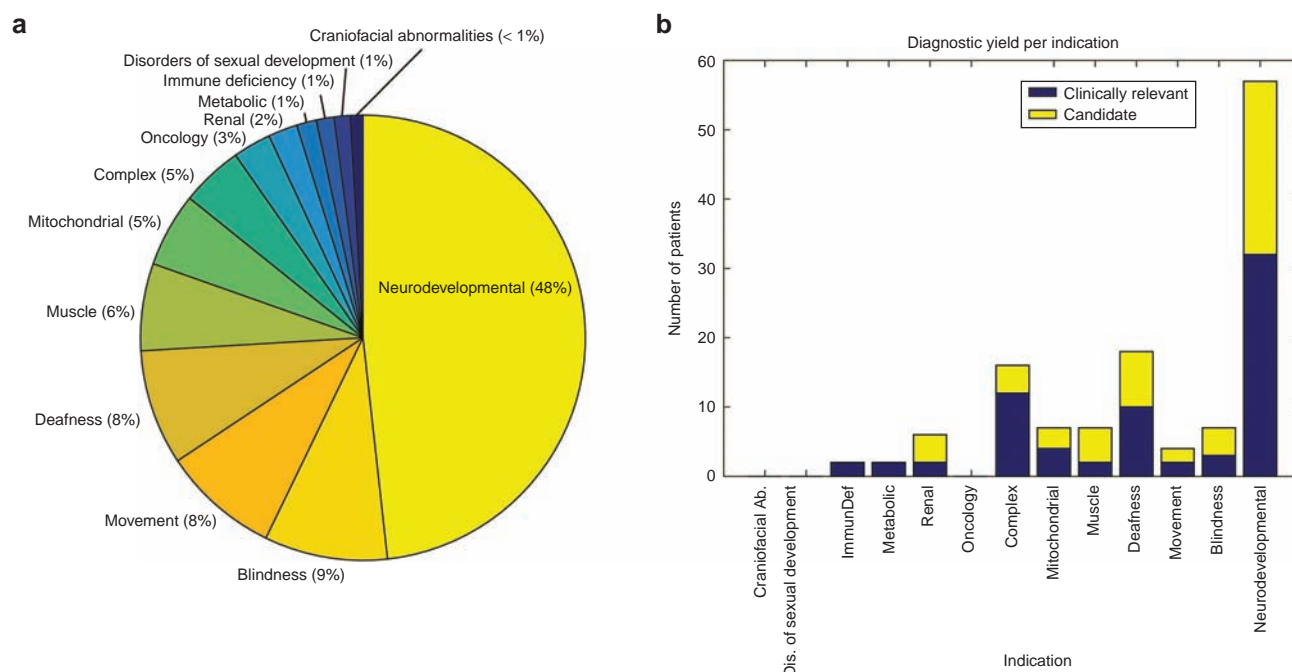 a
Craniofacial abnormalities (< 1%)
Disorders of sexual development (1%)
Immune deficiency (1%)
Metabolic (1%)
Renal (2%)
Oncology (3%)
Complex (5%)
Mitochondrial (5%)
Muscle (6%)
Deafness (8%)
Movement (8%)
Blindness (9%)
Neurodevelopmental (48%)
b
Diagnostic yield per indication
Clinically relevant
Candidate
Number of patients
60
50
40
30
20
10
0
Craniofacial Ab.
Dis. of sexual development
ImmunDef
Metabolic
Renal
Oncology
Complex
Mitochondrial
Muscle
Deafness
Movement
Blindness
Neurodevelopmental
Indication